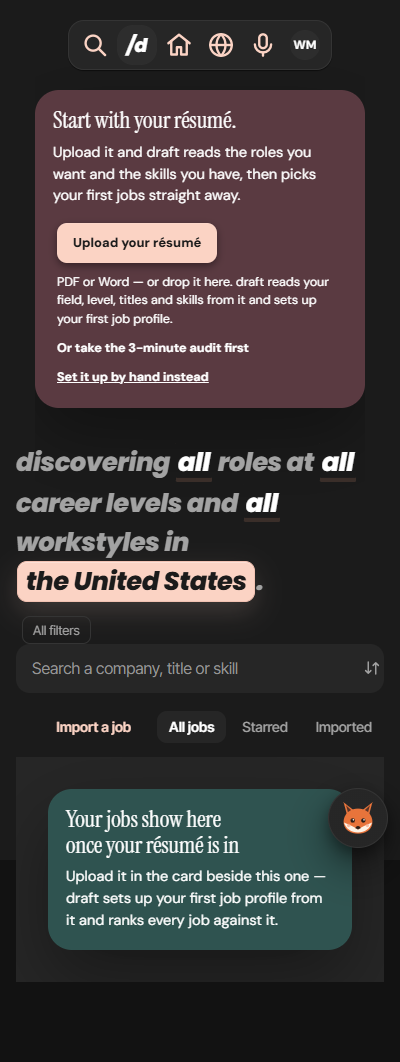 /d
WM
Start with your résumé.
Upload it and draft reads the roles you
want and the skills you have, then picks
your first jobs straight away.
Upload your résumé
PDF or Word — or drop it here. draft reads your
field, level, titles and skills from it and sets up
your first job profile.
Or take the 3-minute audit first
Set it up by hand instead
discovering all roles at all
career levels and all
workstyles in
the United States.
All filters
Search a company, title or skill
Import a job
All jobs
Starred
Imported
Your jobs show here
once your résumé is in
Upload it in the card beside this one —
draft sets up your first job profile from
it and ranks every job against it.